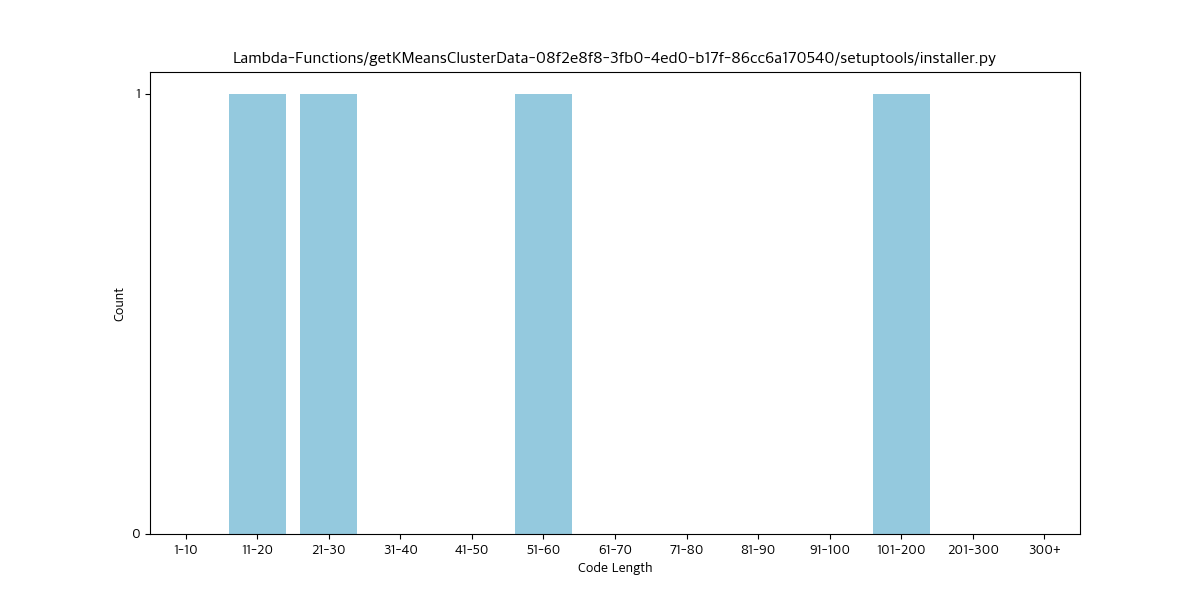 Lambda-Functions/getKMeansClusterData-08f2e8f8-3fb0-4ed0-b17f-86cc6a170540/setuptools/installer.py
1
Count
0
1-10 11-20 21-30 31-40 41-50 51-60 61-70 71-80 81-90 91-100 101-200 201-300 300+
Code Length